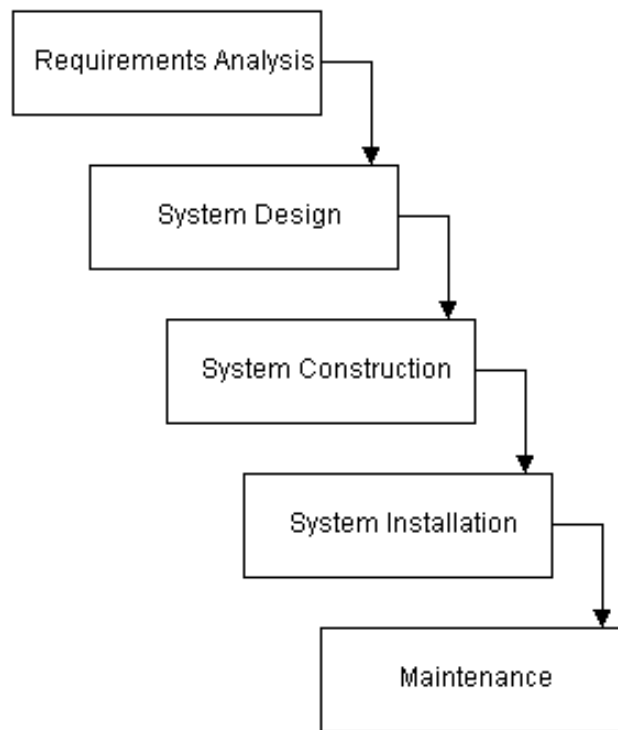 Requirements Analysis
System Design
System Construction
System Installation
Maintenance